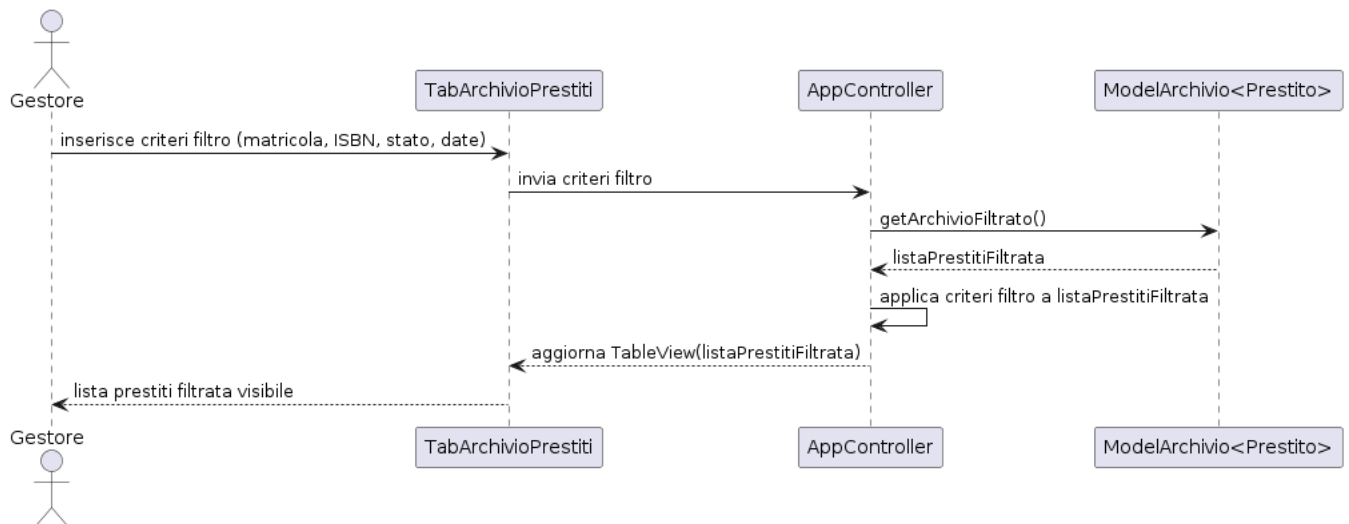 Gestore
TabArchivioPrestiti
AppController
ModelArchivio<Prestito>
inserisce criteri filtro (matricola, ISBN, stato, date)
invia criteri filtro
getArchivioFiltrato()
listaPrestitiFiltrata
applica criteri filtro a listaPrestitiFiltrata
aggiorna TableView(listaPrestitiFiltrata)
lista prestiti filtrata visibile
Gestore
TabArchivioPrestiti
AppController
ModelArchivio<Prestito>